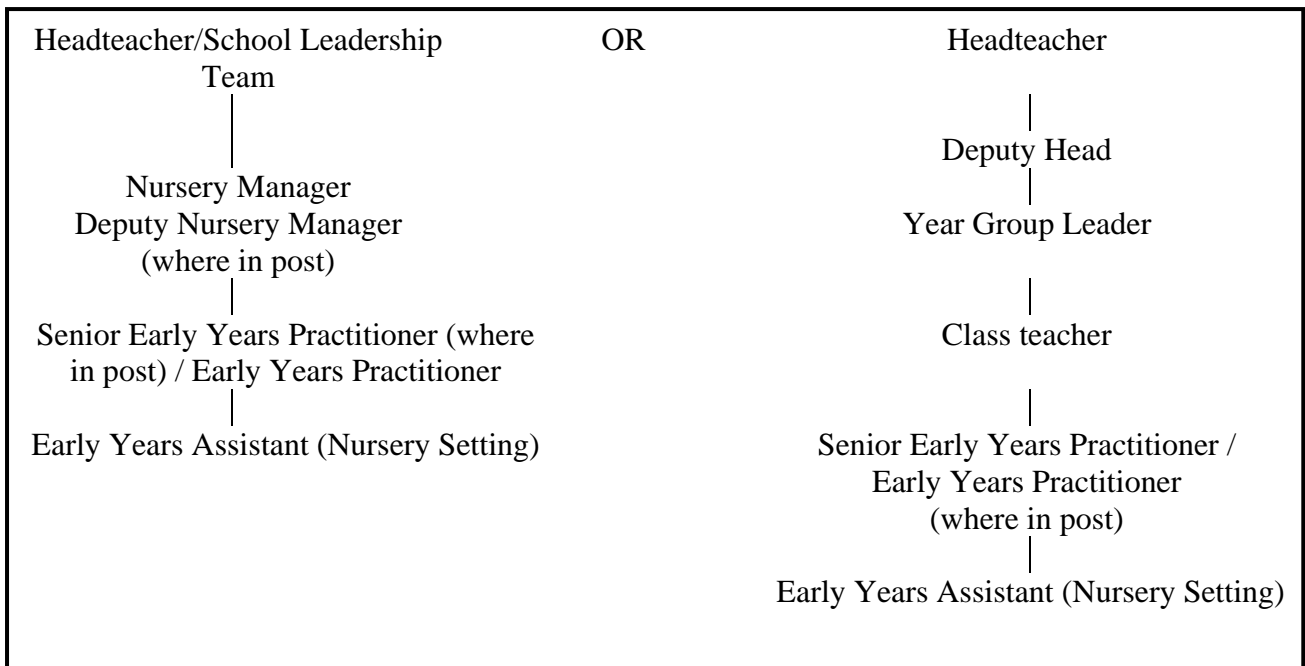 Headteacher/School Leadership
Team
Nursery Manager
Deputy Nursery Manager
(where in post)
Senior Early Years Practitioner (where
in post) / Early Years Practitioner
Early Years Assistant (Nursery Setting)
OR
Headteacher
Deputy Head
Year Group Leader
Class teacher
Senior Early Years Practitioner /
Early Years Practitioner
(where in post)
Early Years Assistant (Nursery Setting)